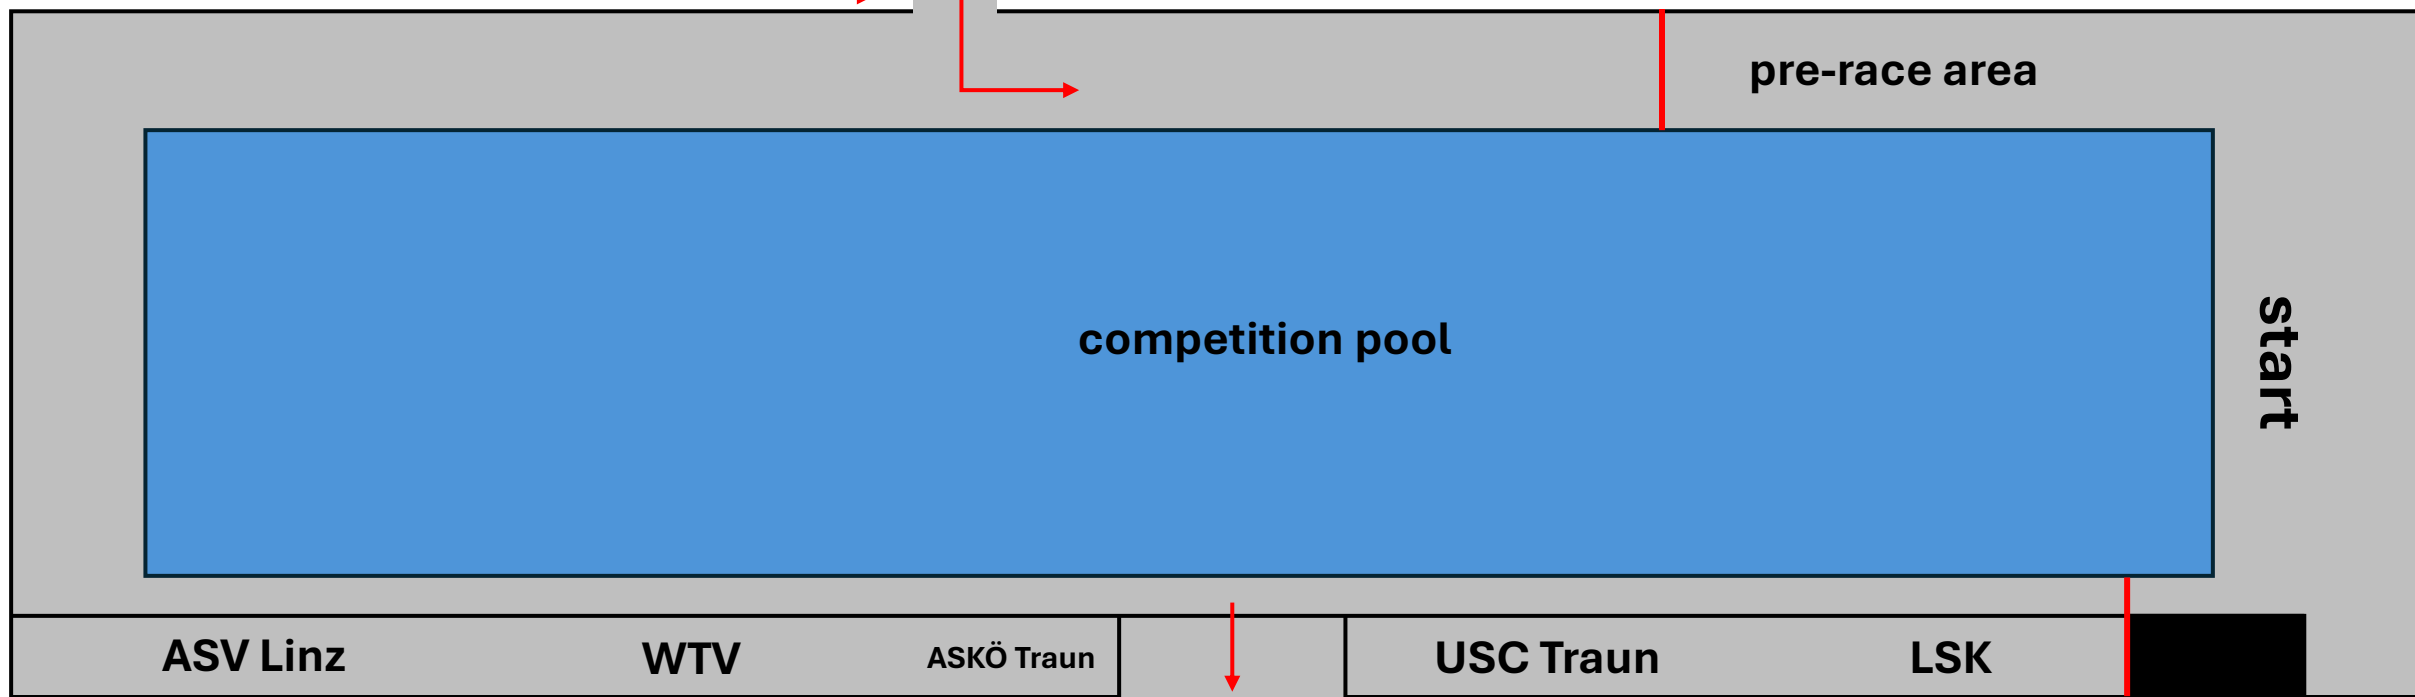 pre-race area
competition pool
start
ASV Linz
WTV
ASKÖ Traun
USC Traun
LSK